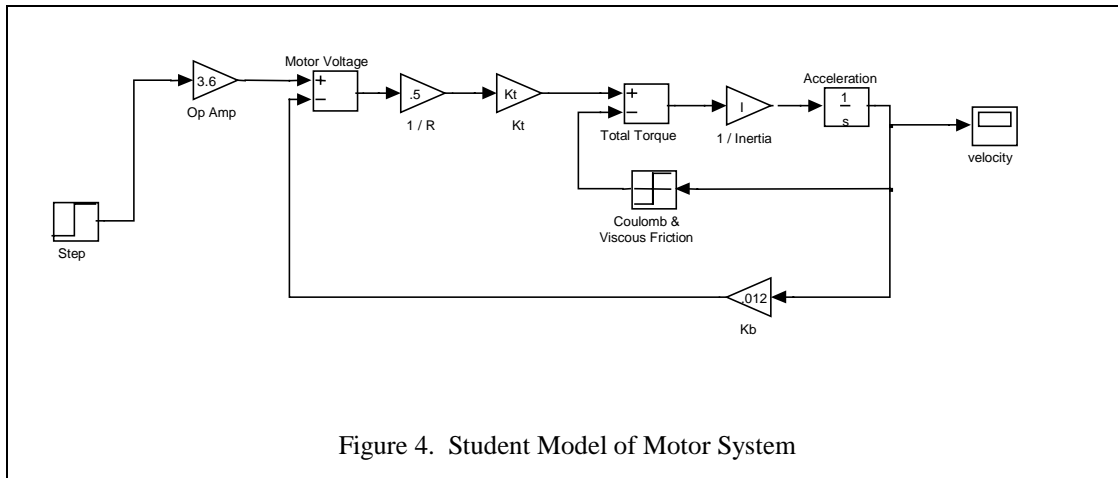 Motor Voltage
3.6
Op Amp
+
−
.5
1 / R
Kt
Kt
+
−
Total Torque
I
1 / Inertia
Acceleration
1
s
velocity
Coulomb &
Viscous Friction
Step
.012
Kb
Figure 4. Student Model of Motor System